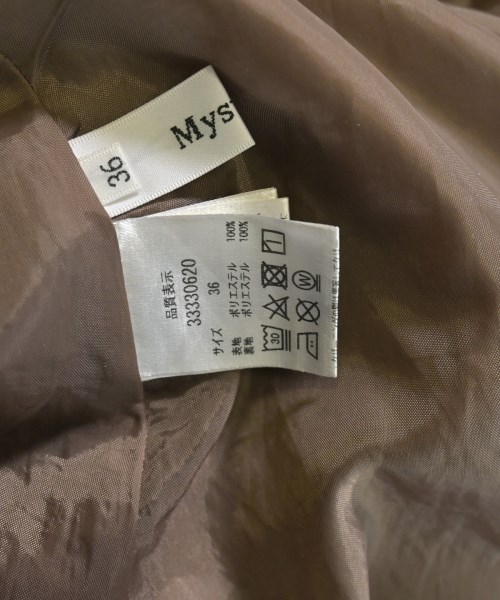 Mys
36
品質表示
33330620
サイズ 36
表地 ポリエステル 100%
裏地 ポリエステル 100%
30
W